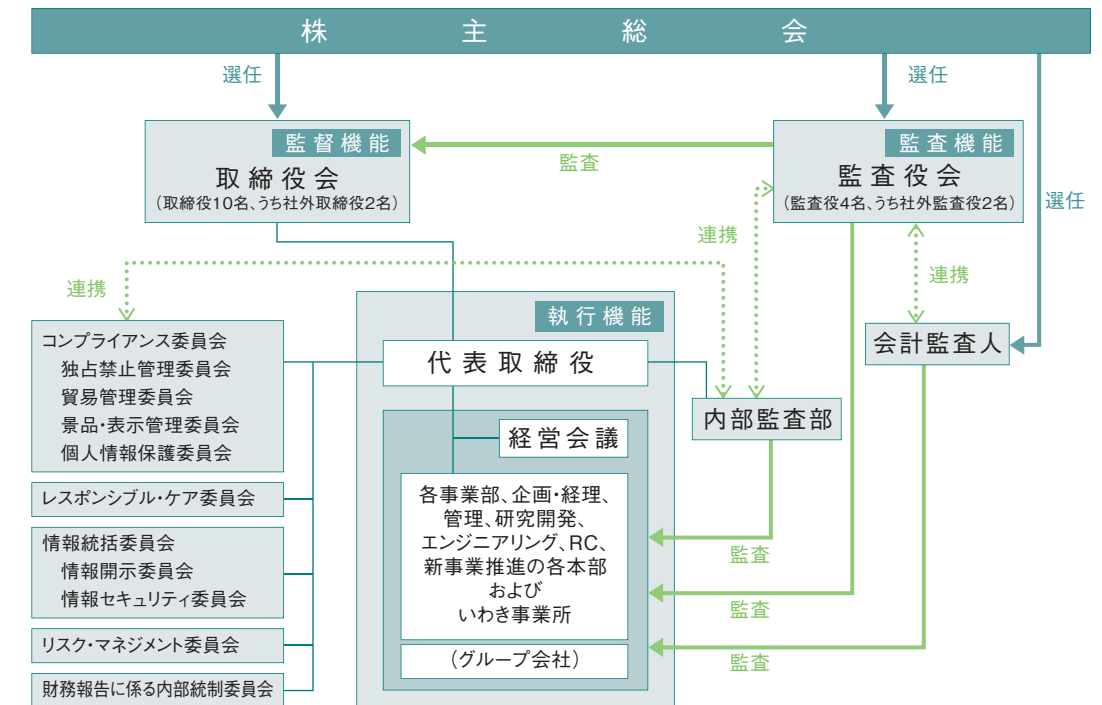 株主総会
選任
選任
選任
監督機能
取締役会
（取締役10名、うち社外取締役2名）
監査
監査機能
監査役会
（監査役4名、うち社外監査役2名）
連携
連携
連携
コンプライアンス委員会
独占禁止管理委員会
貿易管理委員会
景品・表示管理委員会
個人情報保護委員会
レスポンシブル・ケア委員会
情報統括委員会
情報開示委員会
情報セキュリティ委員会
リスク・マネジメント委員会
財務報告に係る内部統制委員会
執行機能
代表取締役
経営会議
各事業部、企画・経理、
管理、研究開発、
エンジニアリング、RC、
新事業推進の各本部
および
いわき事業所
（グループ会社）
内部監査部
会計監査人
監査
監査
監査